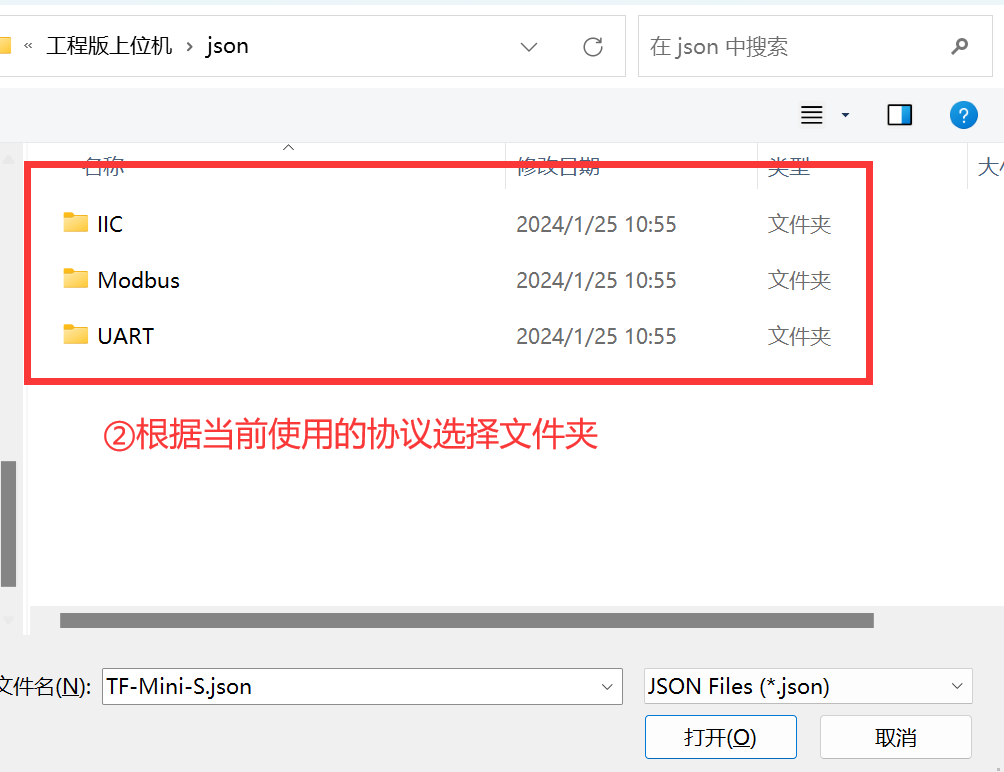 « 工程版上位机 › json
在 json 中搜索
名称 修改日期 类型 大小
IIC 2024/1/25 10:55 文件夹
Modbus 2024/1/25 10:55 文件夹
UART 2024/1/25 10:55 文件夹
②根据当前使用的协议选择文件夹
文件名(N): TF-Mini-S.json JSON Files (*.json)
打开(O) 取消